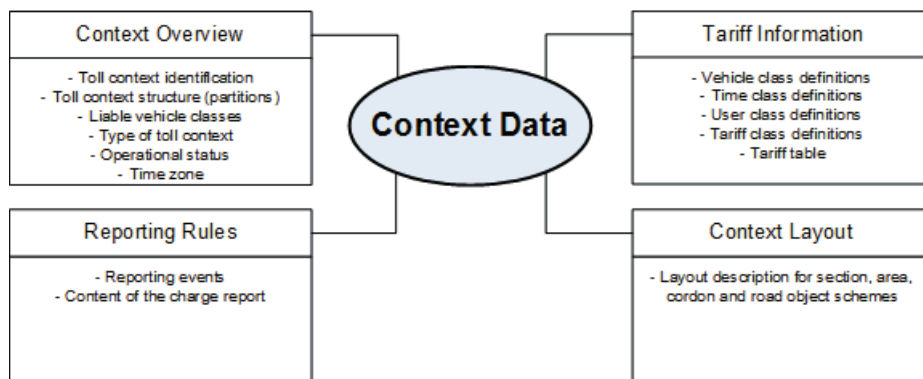 Context Overview
- Toll context identification
- Toll context structure (partitions)
- Liable vehicle classes
- Type of toll context
- Operational status
- Time zone
Context Data
Tariff Information
- Vehicle class definitions
- Time class definitions
- User class definitions
- Tariff class definitions
- Tariff table
Reporting Rules
- Reporting events
- Content of the charge report
Context Layout
- Layout description for section, area,
cordon and road object schemes